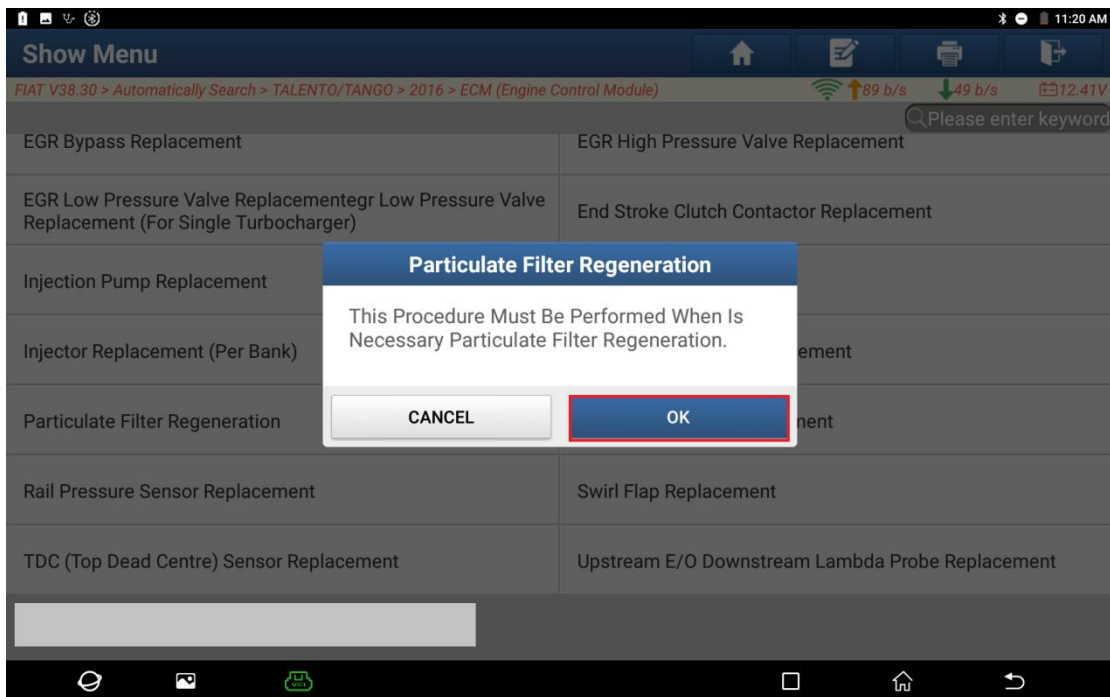 11:20 AM
Show Menu
FIAT V38.30 > Automatically Search > TALENTO/TANGO > 2016 > ECM (Engine Control Module)
89 b/s
49 b/s
12.41V
Please enter keyword
EGR Bypass Replacement
EGR High Pressure Valve Replacement
EGR Low Pressure Valve Replacementegr Low Pressure Valve
Replacement (For Single Turbocharger)
End Stroke Clutch Contactor Replacement
Particulate Filter Regeneration
Injection Pump Replacement
This Procedure Must Be Performed When Is
Necessary Particulate Filter Regeneration.
Injector Replacement (Per Bank)
ement
Particulate Filter Regeneration
CANCEL
OK
nent
Rail Pressure Sensor Replacement
Swirl Flap Replacement
TDC (Top Dead Centre) Sensor Replacement
Upstream E/O Downstream Lambda Probe Replacement
VCI